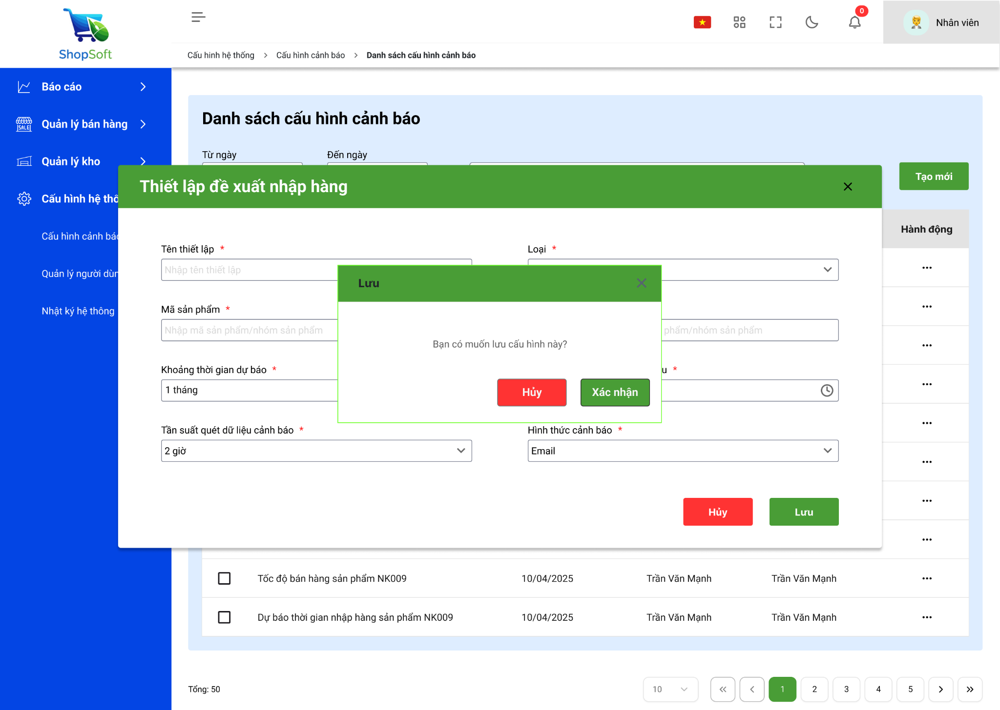 ShopSoft
0
Nhân viên
Cấu hinh hệ thống > Cấu hình cảnh báo > Danh sách cấu hình cảnh báo
Báo cáo
SALE
Quản lý bán hàng
Quản lý kho
Cấu hình hệ thố
Cấu hình cảnh báo
Quản lý người dùn
Nhật ký hệ thông
Danh sách cấu hình cảnh báo
Từ ngày
Đến ngày
Tạo mới
Hành động
Thiết lập đề xuất nhập hàng
Tên thiết lập *
Loại *
Nhập tên thiết lập
Lưu
Mã sản phẩm *
Nhập mã sản phẩm/nhóm sản phẩm
phẩm/nhóm sản phẩm
Bạn có muốn lưu cấu hình này?
Khoảng thời gian dự báo *
u *
1 tháng
Hủy
Xác nhận
Tần suất quét dữ liệu cảnh báo *
Hình thức cảnh báo *
2 giờ
Email
Hủy
Lưu
Tốc độ bán hàng sản phẩm NK009 10/04/2025 Trần Văn Mạnh Trần Văn Mạnh ...
Dự báo thời gian nhập hàng sản phẩm NK009 10/04/2025 Trần Văn Mạnh Trần Văn Mạnh ...
Tổng: 50
10
1 2 3 4 5